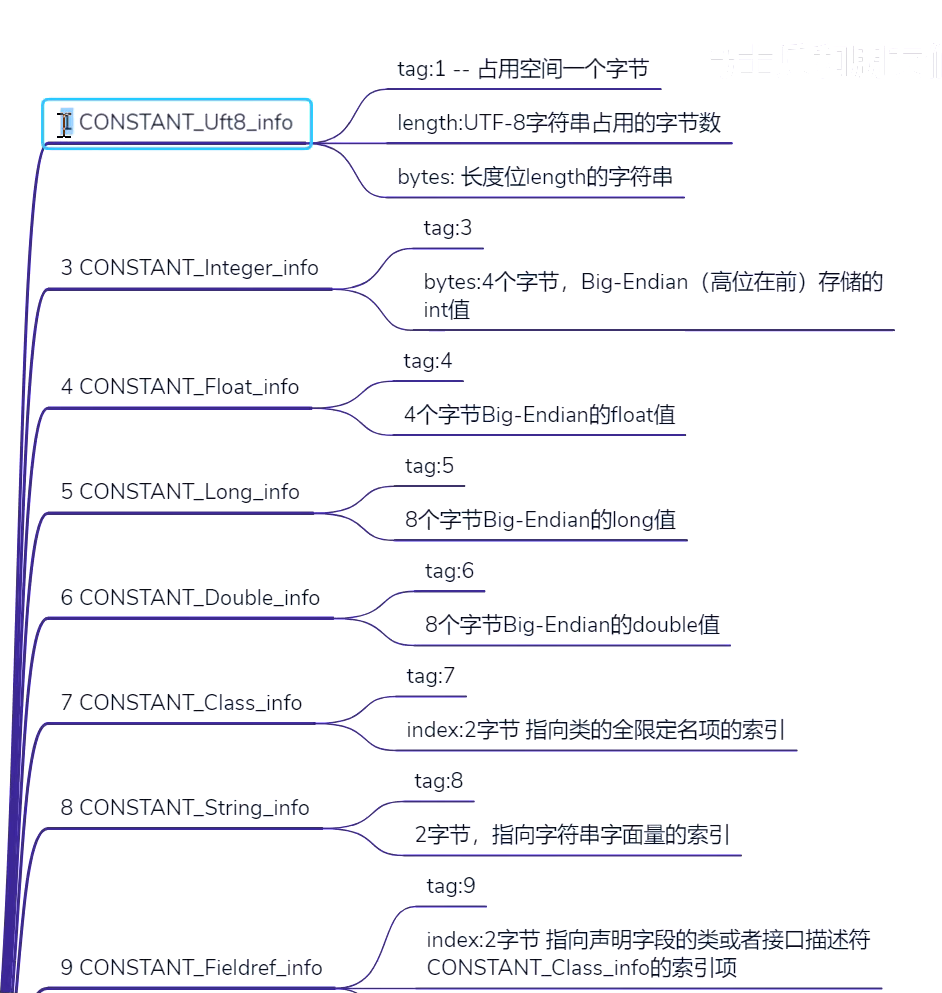 tag:1 -- 占用空间一个字节
1 CONSTANT_Uft8_info
length:UTF-8字符串占用的字节数
bytes: 长度位length的字符串
tag:3
3 CONSTANT_Integer_info
bytes:4个字节，Big-Endian（高位在前）存储的
int值
tag:4
4 CONSTANT_Float_info
4个字节Big-Endian的float值
tag:5
5 CONSTANT_Long_info
8个字节Big-Endian的long值
tag:6
6 CONSTANT_Double_info
8个字节Big-Endian的double值
tag:7
7 CONSTANT_Class_info
index:2字节 指向类的全限定名项的索引
tag:8
8 CONSTANT_String_info
2字节，指向字符串字面量的索引
tag:9
index:2字节 指向声明字段的类或者接口描述符
CONSTANT_Class_info的索引项
9 CONSTANT_Fieldref_info